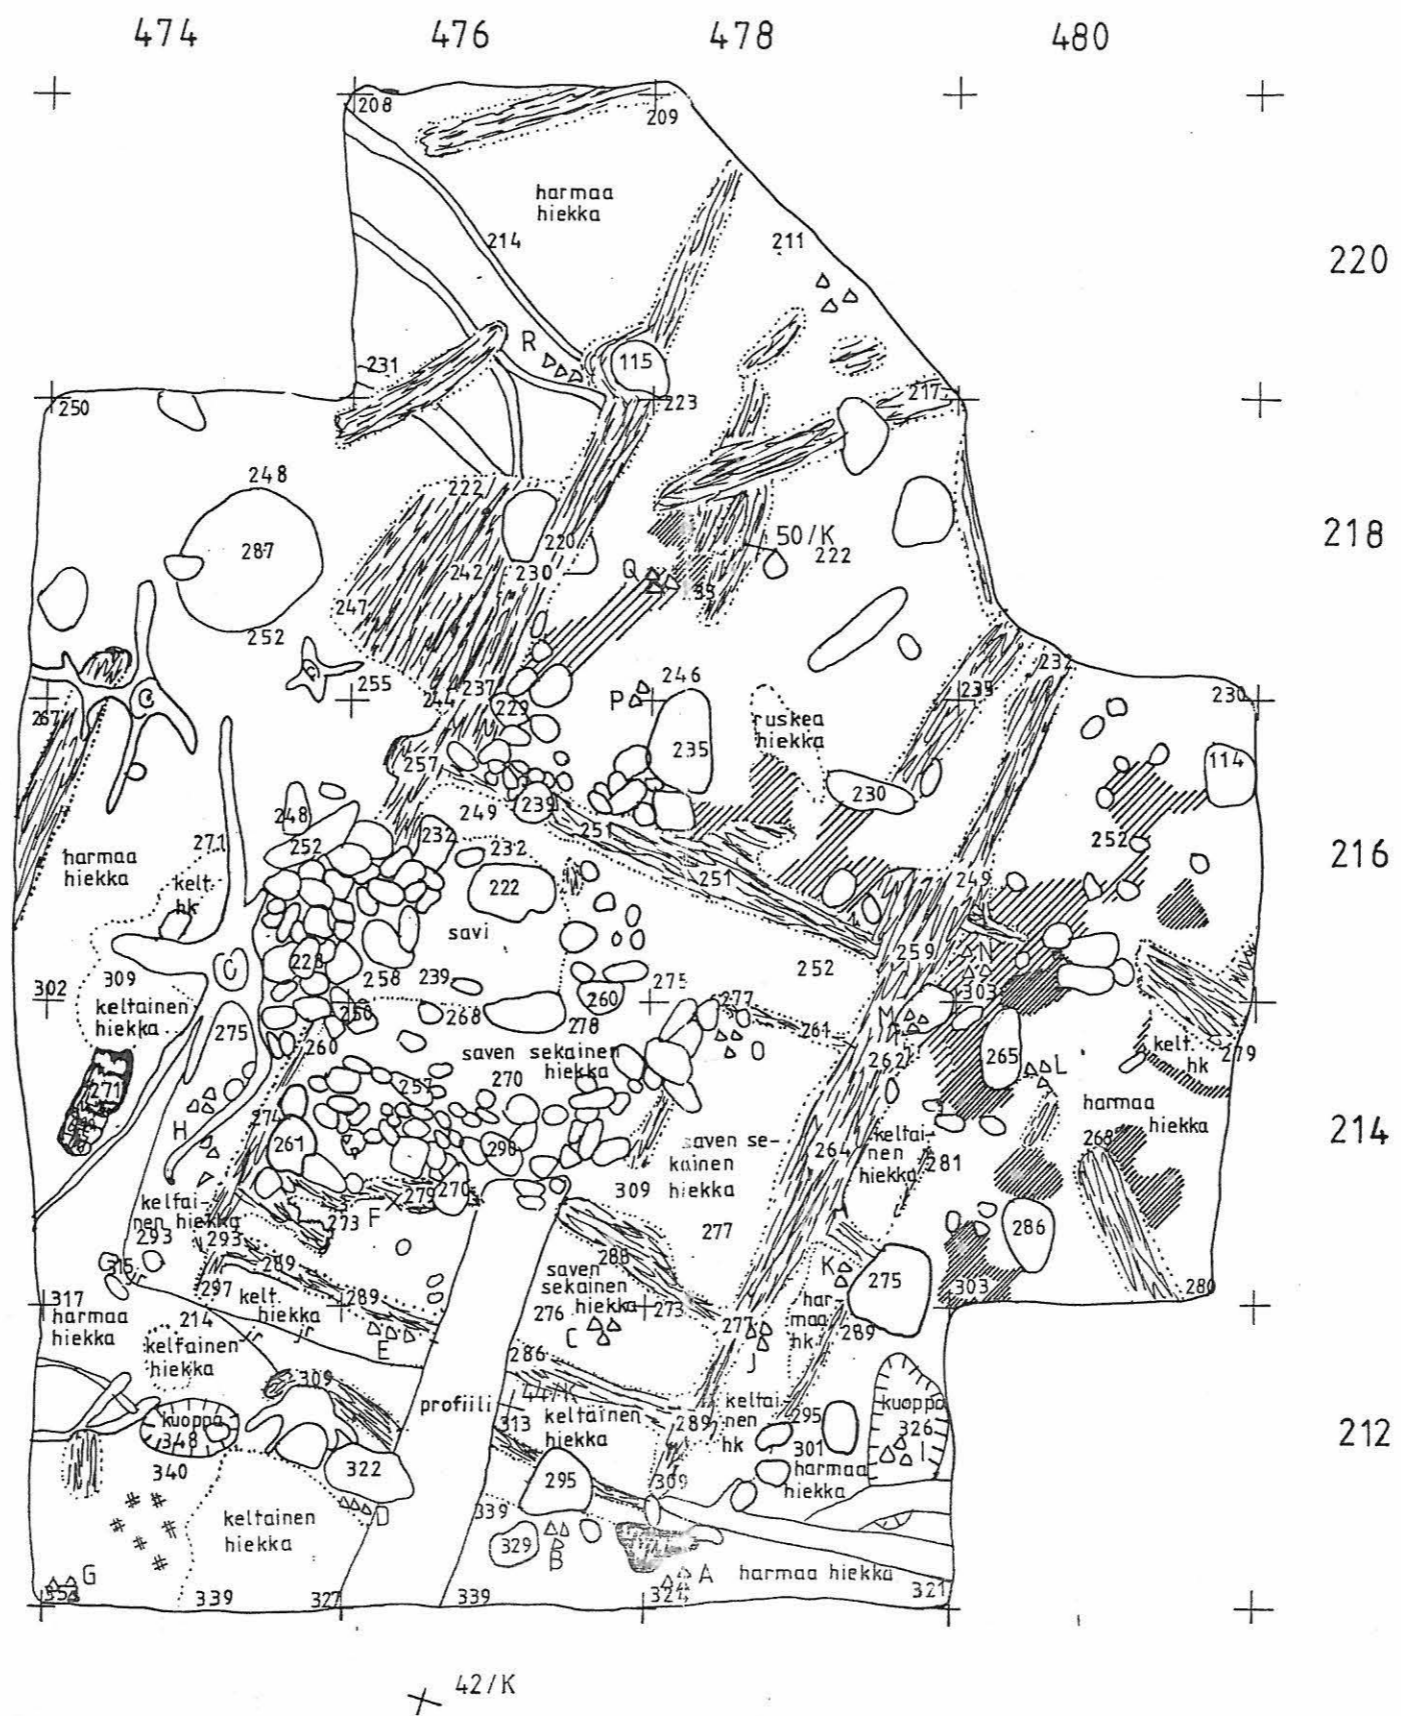 474 476 478 480
208
209
harmaa
hiekka
214
211
220
R
115
231
250
223
217
248
222
287
220
50/K
222
218
242
230
Q
247
252
255
237
246
232
244
229
P
235
230
267
ruskea
hiekka
235
257
114
230
248
249
239
251
271
252
232
232
252
216
harmaa
hiekka
kelt.
hk
222
251
249
savi
259
N
228
258
239
252
309
302
keltainen
hiekka
260
275
277
303
268
278
M
275
260
saven sekainen
hiekka
O
261
262
265
L
kelt.
hk
279
271
257
270
harmaa
hiekka
H
274
261
290
saven se-
kainen
hiekka
264
keltai-
nen
hiekka
281
214
309
279
270
keltai-
nen hiekka
273
F
277
286
293
293
289
288
saven
sekainen
hiekka
K
275
315
297
kelt.
hiekka
289
303
280
317
harmaa
hiekka
214
276
273
277
har
maa
hk
289
keltainen
hiekka
E
C
J
286
309
profiili
44/K
313
keltainen
hiekka
289
keltai-
nen
hk
295
kuoppa
326
kuoppa
348
I
212
340
322
295
309
301
harmaa
hiekka
keltainen
hiekka
D
339
329
B
A
harmaa hiekka
G
339
327
339
324
321
42/K